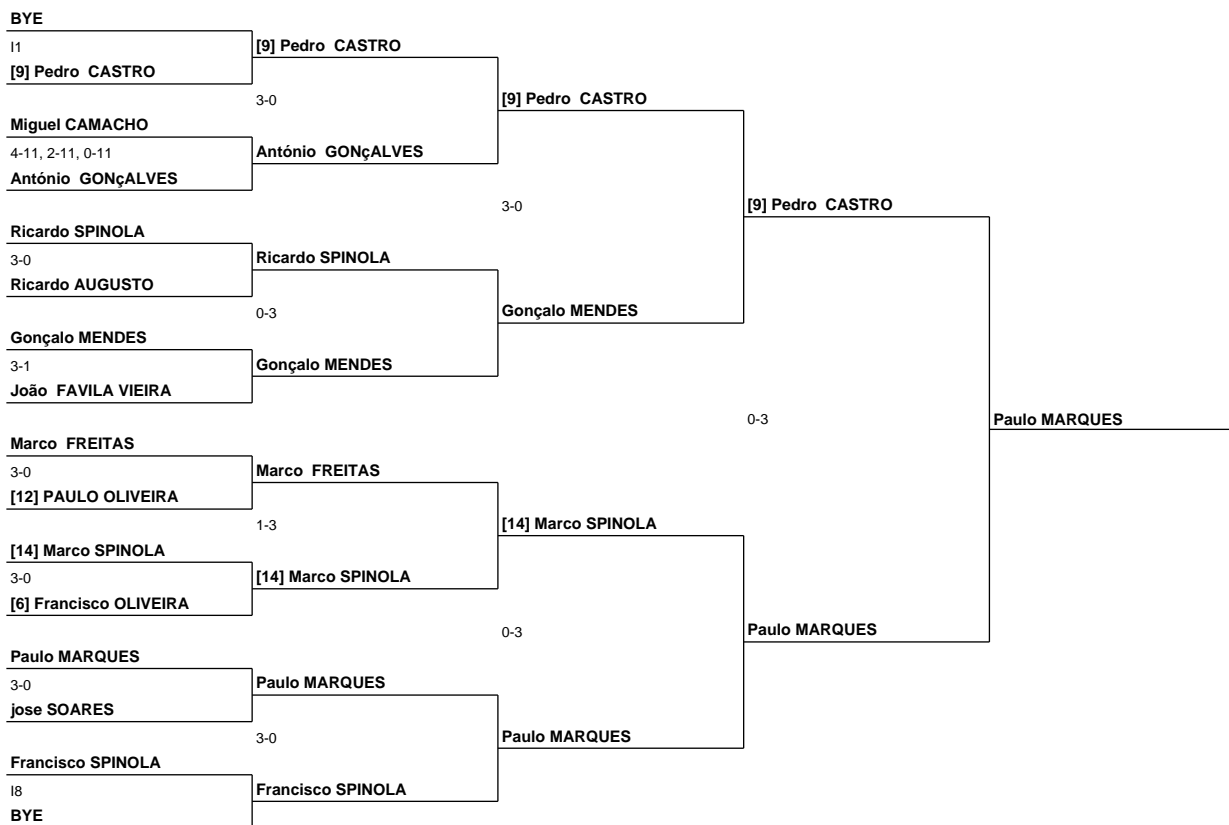 BYE
I1
[9] Pedro CASTRO
[9] Pedro CASTRO
3-0
[9] Pedro CASTRO
Miguel CAMACHO
4-11, 2-11, 0-11
António GONçALVES
António GONçALVES
3-0
[9] Pedro CASTRO
Ricardo SPINOLA
3-0
Ricardo AUGUSTO
Ricardo SPINOLA
0-3
Gonçalo MENDES
Gonçalo MENDES
3-1
João FAVILA VIEIRA
Gonçalo MENDES
0-3
Paulo MARQUES
Marco FREITAS
3-0
[12] PAULO OLIVEIRA
Marco FREITAS
1-3
[14] Marco SPINOLA
[14] Marco SPINOLA
3-0
[6] Francisco OLIVEIRA
[14] Marco SPINOLA
0-3
Paulo MARQUES
Paulo MARQUES
3-0
jose SOARES
Paulo MARQUES
3-0
Paulo MARQUES
Francisco SPINOLA
I8
BYE
Francisco SPINOLA